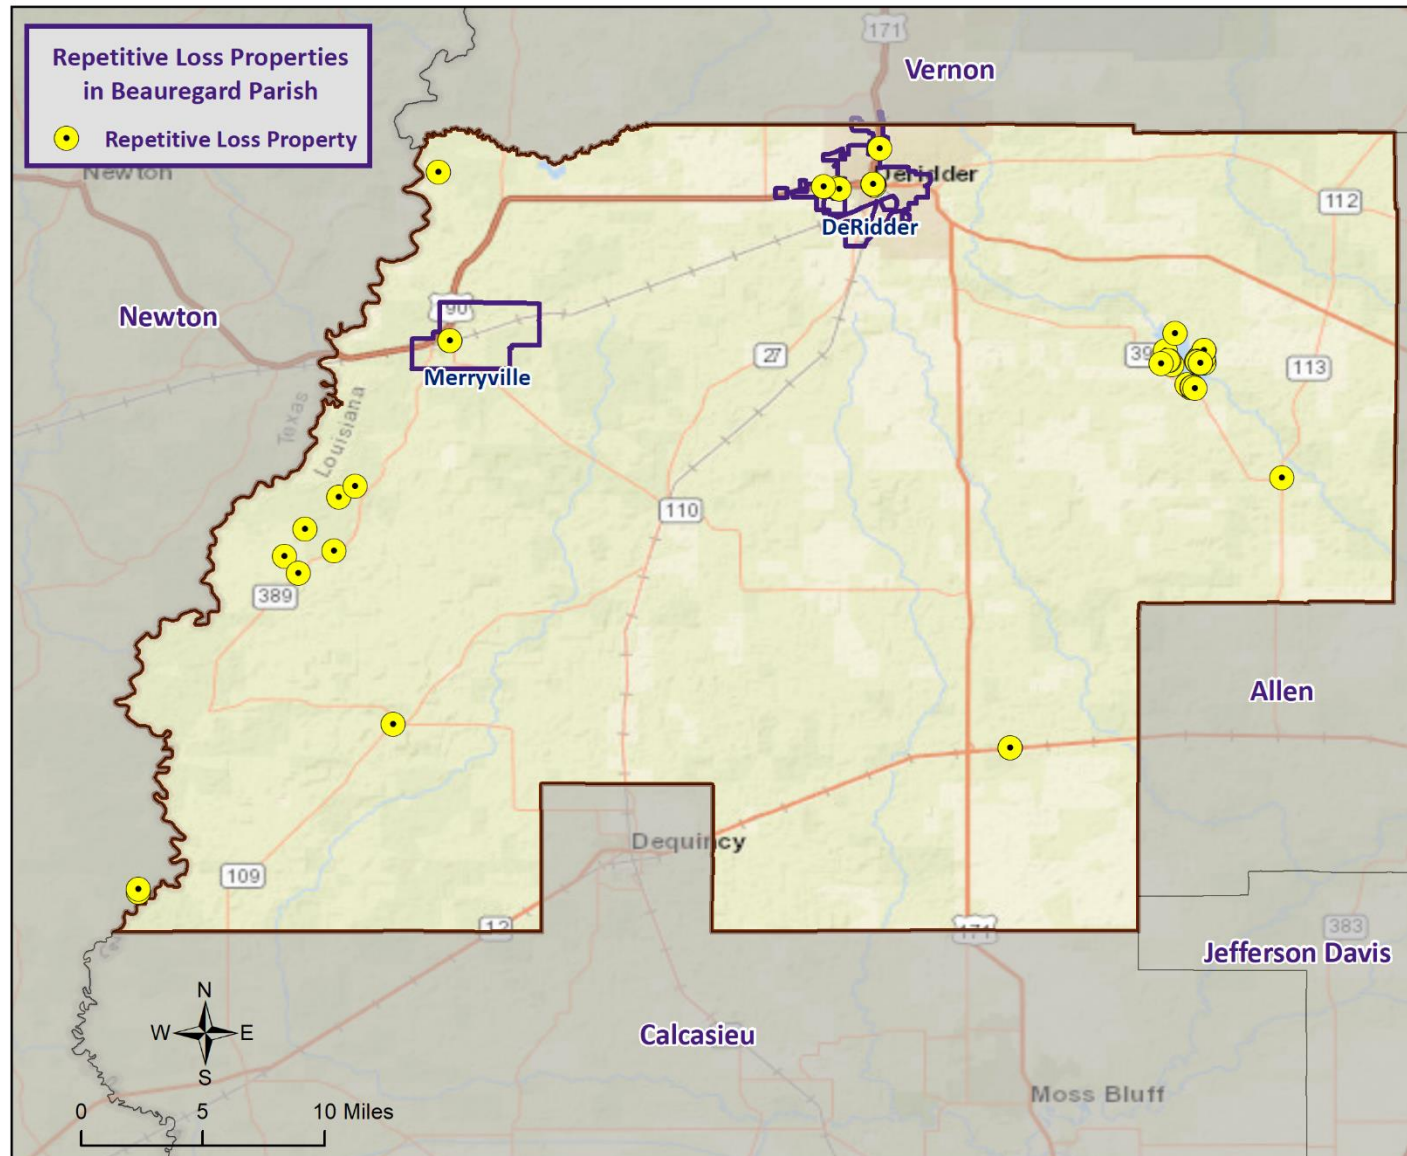 Repetitive Loss Properties
in Beauregard Parish
Repetitive Loss Property
171
Vernon
Newton
Deridder
112
DeRidder
Newton
90
Merryville
27
39
113
Texas
Louisiana
110
389
Allen
Dequincy
109
12
171
383
Jefferson Davis
Calcasieu
Moss Bluff
N
W
E
S
0
5
10 Miles